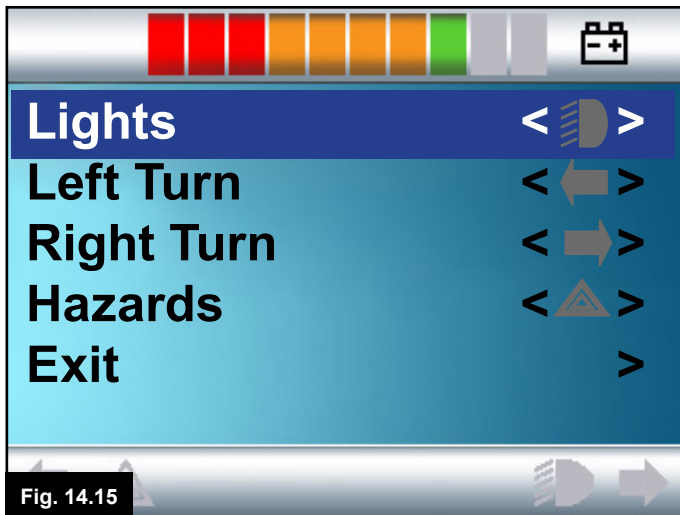 Lights < >
Left Turn < >
Right Turn < >
Hazards < >
Exit >
Fig. 14.15